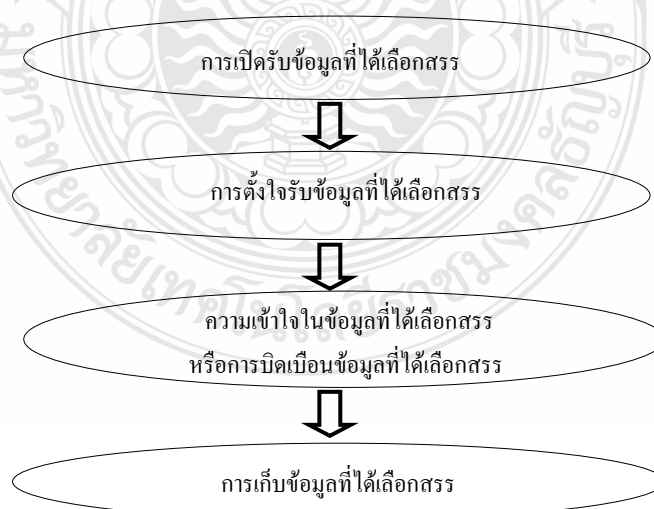 การเปิดรับข้อมูลที่ได้เลือกสรร
การตั้งใจรับข้อมูลที่ได้เลือกสรร
ความเข้าใจในข้อมูลที่ได้เลือกสรร
หรือการบิดเบือนข้อมูลที่ได้เลือกสรร
การเก็บข้อมูลที่ได้เลือกสรร